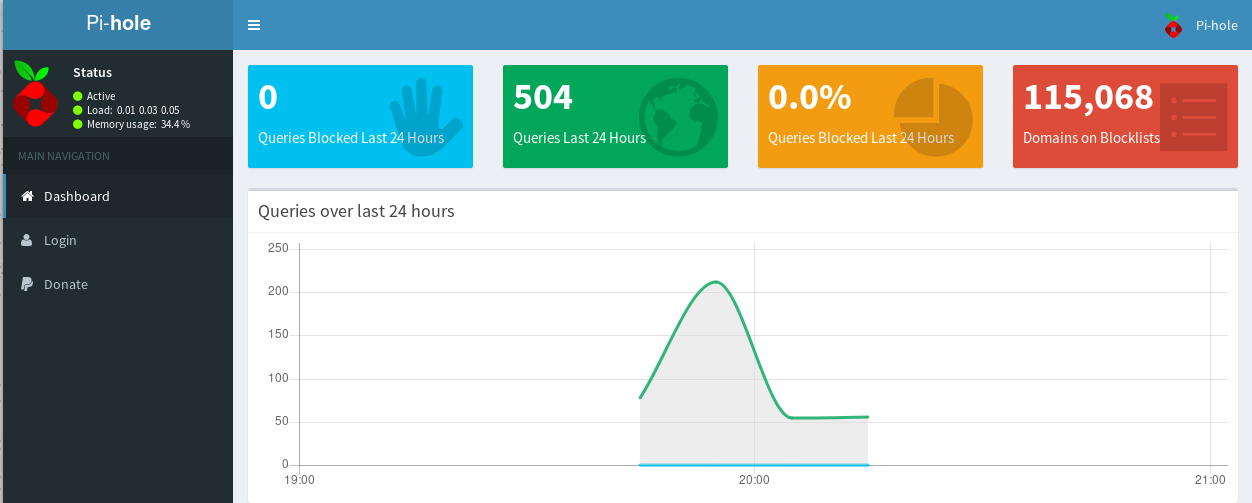 Pi-hole
Pi-hole
Status
Active
Load: 0.01 0.03 0.05
Memory usage: 34.4 %
MAIN NAVIGATION
Dashboard
Login
Donate
0
Queries Blocked Last 24 Hours
504
Queries Last 24 Hours
0.0%
Queries Blocked Last 24 Hours
115,068
Domains on Blocklists
Queries over last 24 hours
250
200
150
100
50
0
19:00
20:00
21:00